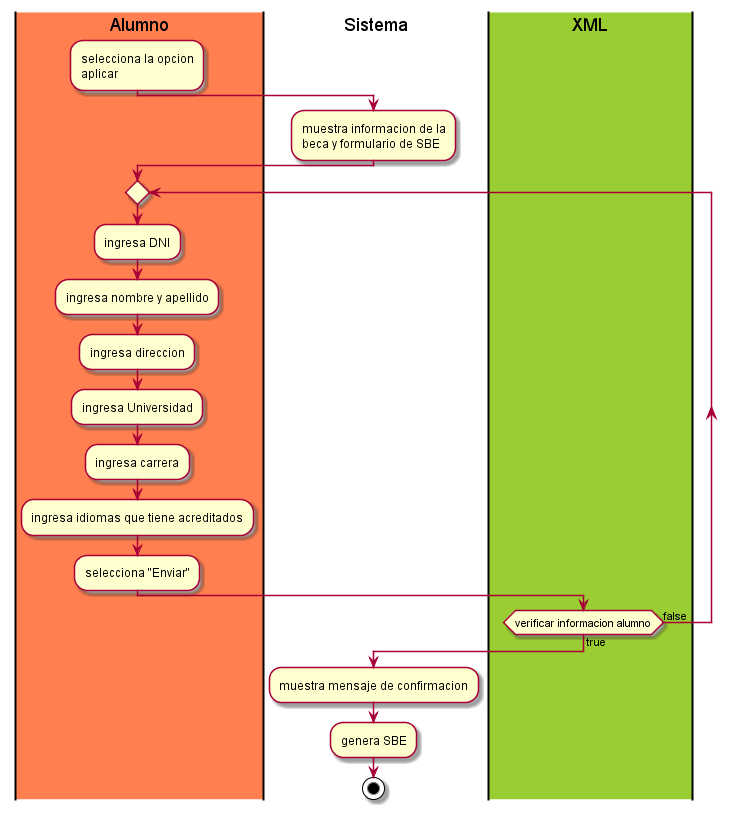 Alumno
Sistema
XML
selecciona la opcion
aplicar
muestra informacion de la
beca y formulario de SBE
ingresa DNI
ingresa nombre y apellido
ingresa direccion
ingresa Universidad
ingresa carrera
ingresa idiomas que tiene acreditados
selecciona "Enviar"
verificar informacion alumno
false
true
muestra mensaje de confirmacion
genera SBE